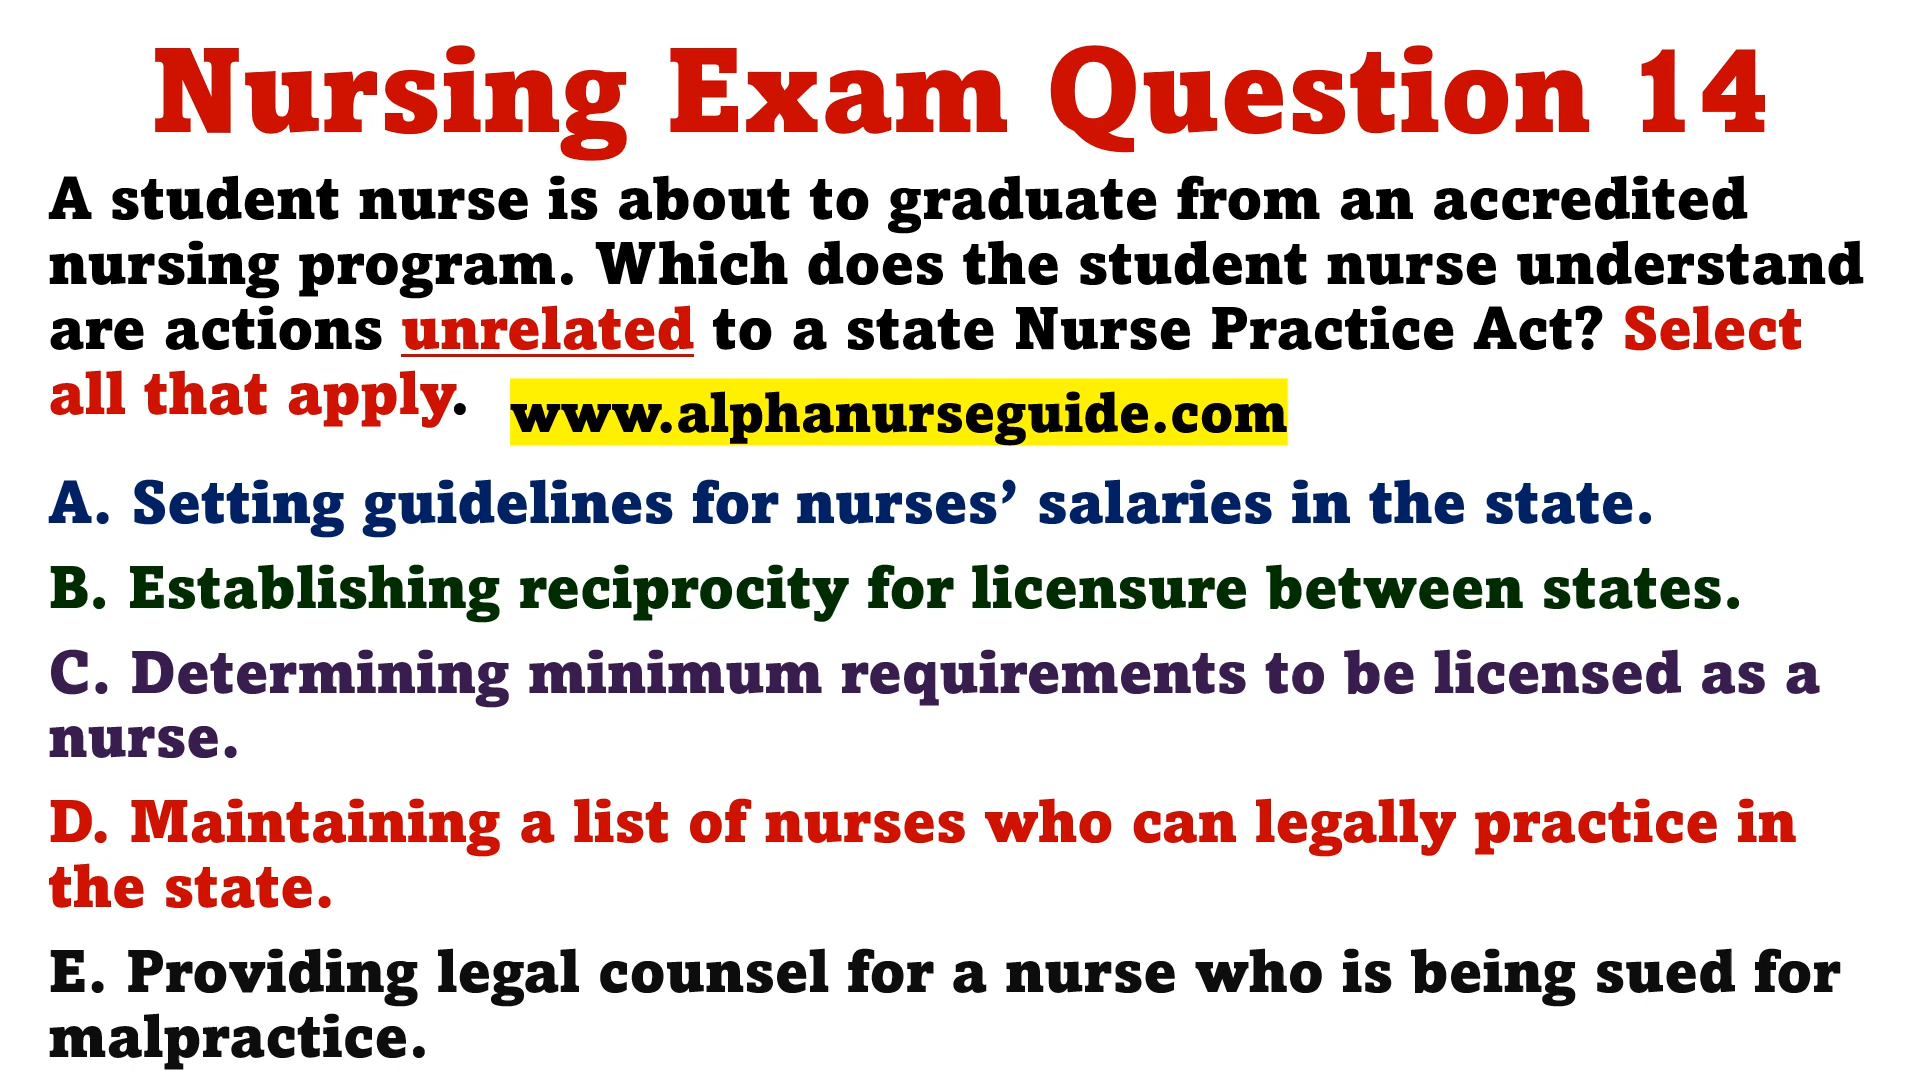 Nursing Exam Question 14
A student nurse is about to graduate from an accredited
nursing program. Which does the student nurse understand
are actions unrelated to a state Nurse Practice Act? Select
all that apply. www.alphanurseguide.com
A. Setting guidelines for nurses’ salaries in the state.
B. Establishing reciprocity for licensure between states.
C. Determining minimum requirements to be licensed as a
nurse.
D. Maintaining a list of nurses who can legally practice in
the state.
E. Providing legal counsel for a nurse who is being sued for
malpractice.